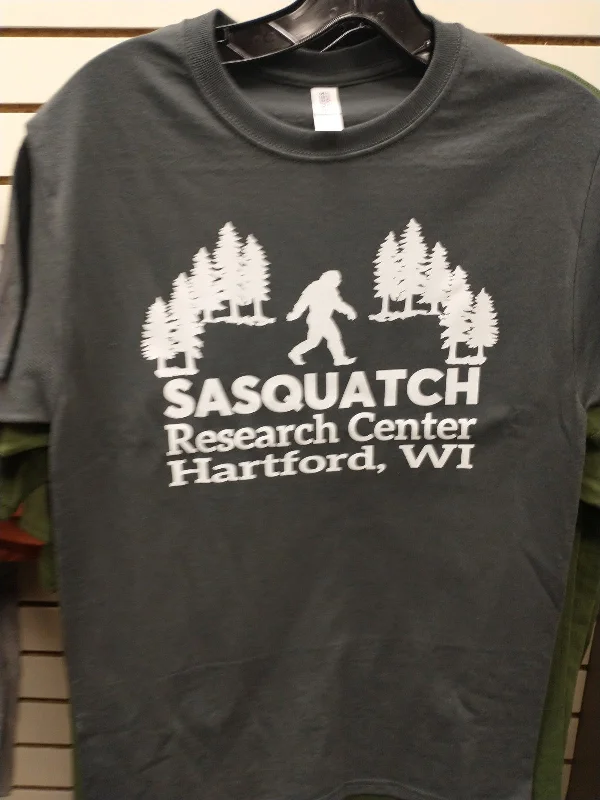 SASQUATCH
Research Center
Hartford, WI